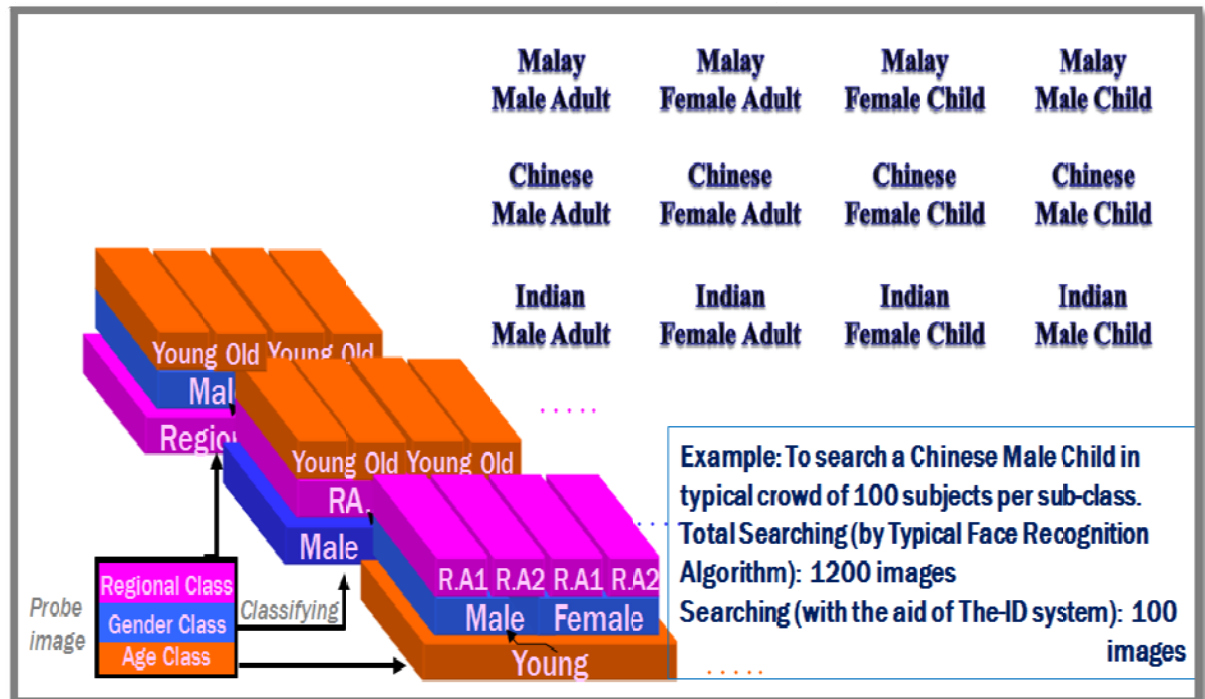 Malay Malay Malay Malay
Male Adult Female Adult Female Child Male Child
Chinese Chinese Chinese Chinese
Male Adult Female Adult Female Child Male Child
Indian Indian Indian Indian
Male Adult Female Adult Female Child Male Child
Young Old Young Old
Mal
Region
Young Old Young Old
RA.
Male
R.A1 R.A2 R.A1 R.A2
Male Female
Young
Probe
image
Regional Class
Gender Class
Age Class
Classifying
.....
.....
.....
Example: To search a Chinese Male Child in
typical crowd of 100 subjects per sub-class.
Total Searching (by Typical Face Recognition
Algorithm): 1200 images
Searching (with the aid of The-ID system): 100
images